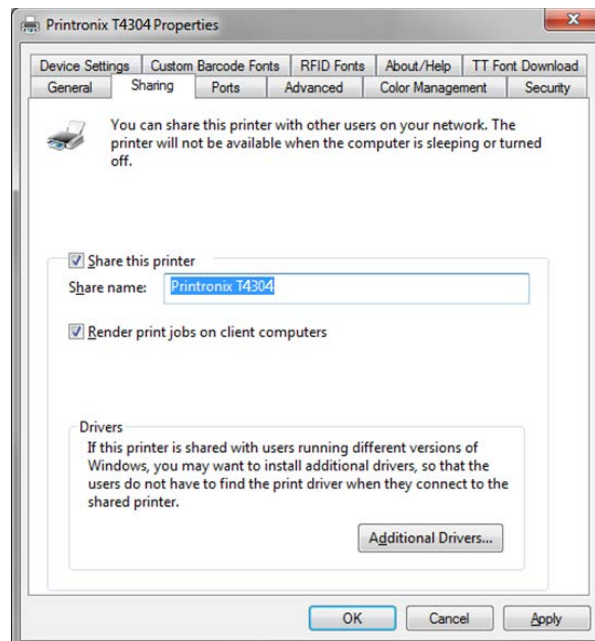 Printronix T4304 Properties
Device Settings Custom Barcode Fonts RFID Fonts About/Help TT Font Download
General Sharing Ports Advanced Color Management Security
You can share this printer with other users on your network. The
printer will not be available when the computer is sleeping or turned
off.
Share this printer
Share name: Printronix T4304
Render print jobs on client computers
Drivers
If this printer is shared with users running different versions of
Windows, you may want to install additional drivers, so that the
users do not have to find the print driver when they connect to the
shared printer.
Additional Drivers...
OK Cancel Apply